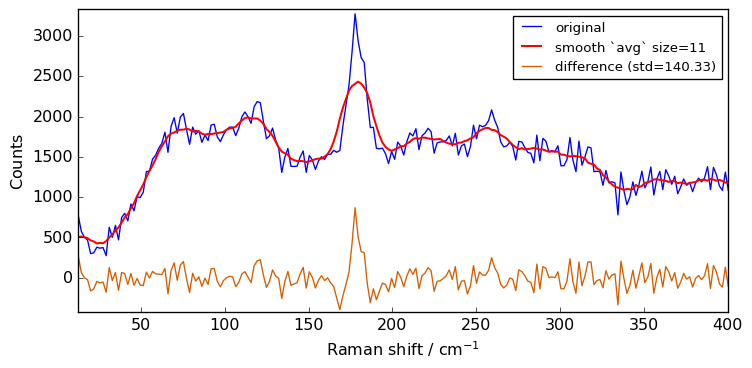 original
smooth `avg` size=11
difference (std=140.33)
Counts
3000
2500
2000
1500
1000
500
0
50 100 150 200 250 300 350 400
Raman shift / cm⁻¹